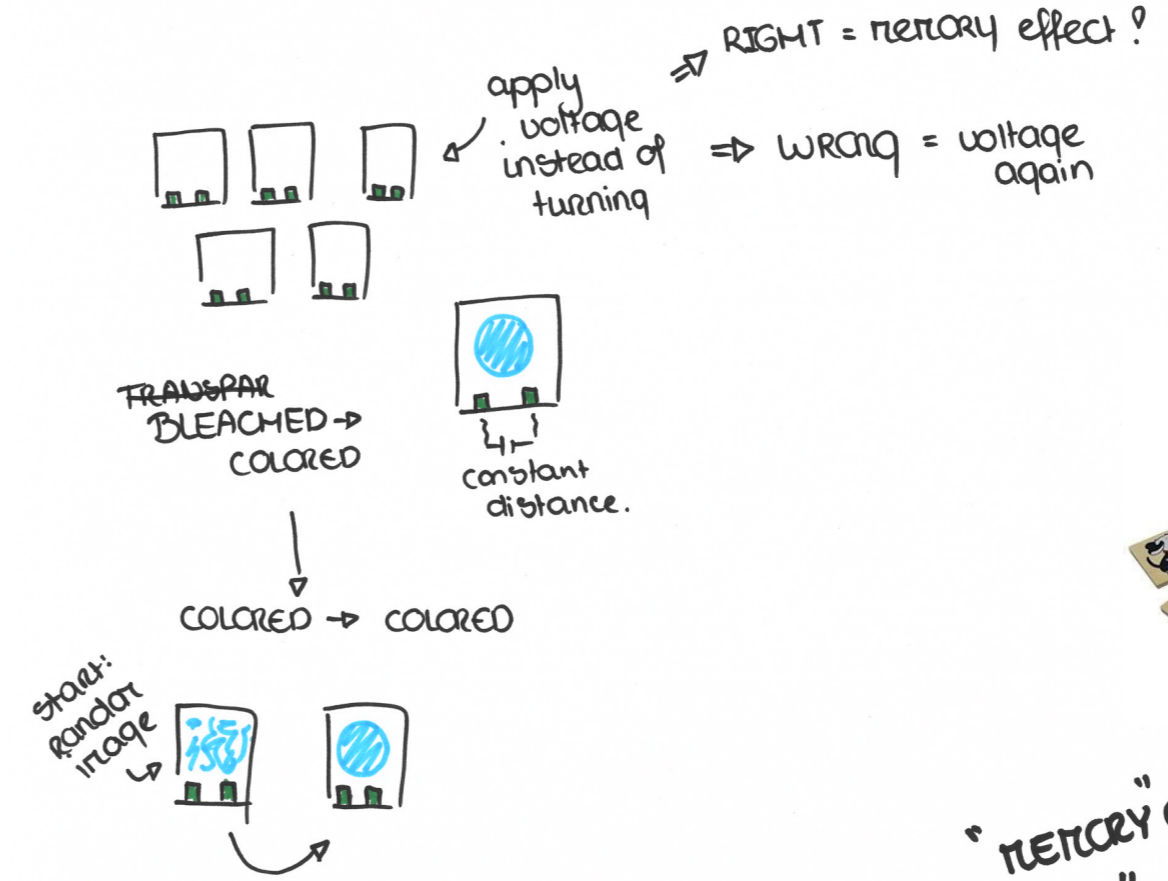 RIGHT = MEMORY effect !
apply
voltage
instead of
turning
WRONG = voltage
again
TRANSPAR
BLEACHED →
COLORED
constant
distance.
COLORED → COLORED
start:
Randor
image
"MEMORY"